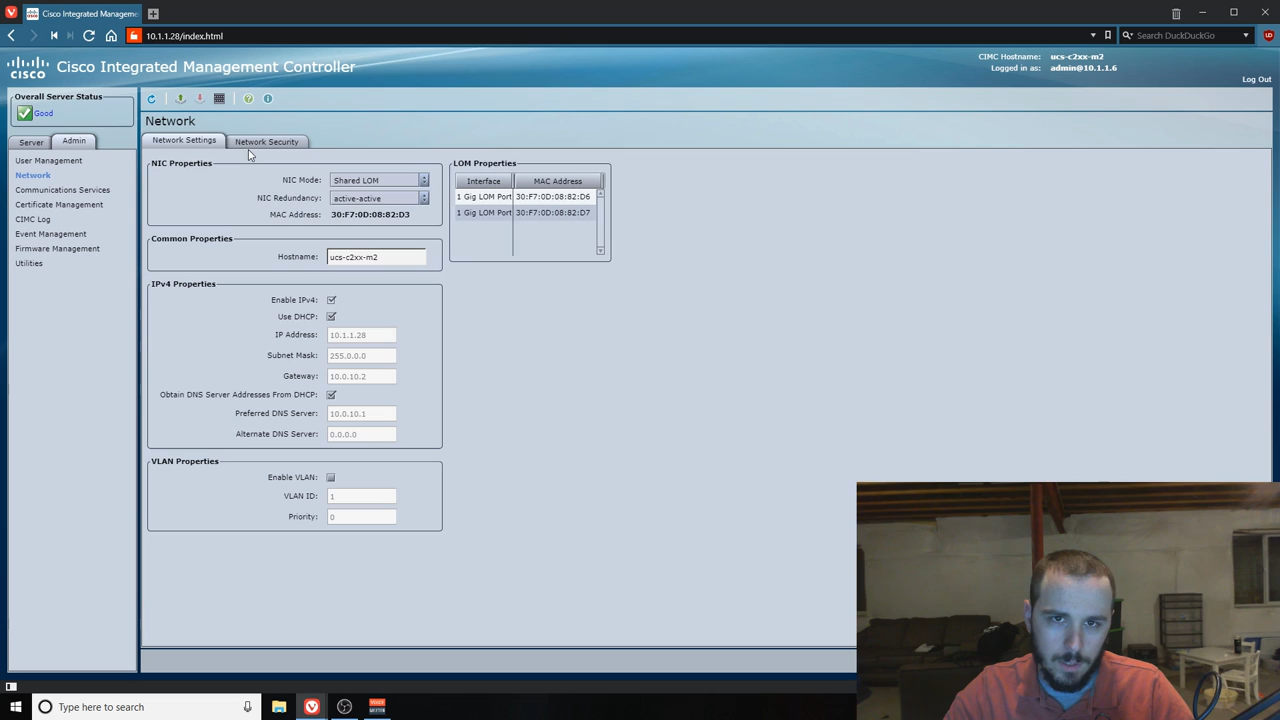 Cisco Integrated Manageme
10.1.1.28/index.html
Search DuckDuckGo
CISCO
Cisco Integrated Management Controller
CIMC Hostname: ucs-c2xx-m2
Logged in as: admin@10.1.1.6
Log Out
Overall Server Status
Good
Server
Admin
User Management
Network
Communications Services
Certificate Management
CIMC Log
Event Management
Firmware Management
Utilities
Network
Network Settings
Network Security
NIC Properties
NIC Mode: Shared LOM
NIC Redundancy: active-active
MAC Address: 30:F7:0D:08:82:D3
Common Properties
Hostname: ucs-c2xx-m2
IPv4 Properties
Enable IPv4:
Use DHCP:
IP Address: 10.1.1.28
Subnet Mask: 255.0.0.0
Gateway: 10.0.10.2
Obtain DNS Server Addresses From DHCP:
Preferred DNS Server: 10.0.10.1
Alternate DNS Server: 0.0.0.0
VLAN Properties
Enable VLAN:
VLAN ID: 1
Priority: 0
LOM Properties
Interface MAC Address
1 Gig LOM Port 30:F7:0D:08:82:D6
1 Gig LOM Port 30:F7:0D:08:82:D7
Type here to search